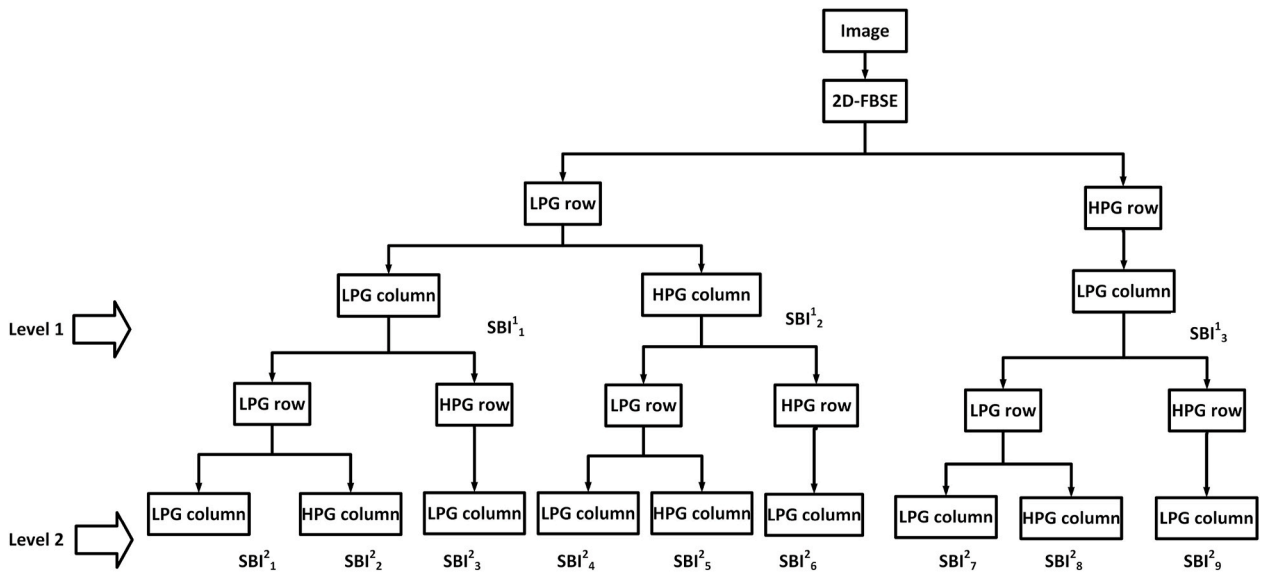 Image
2D-FBSE
LPG row
HPG row
LPG column
HPG column
LPG column
Level 1
SBI¹₁
SBI¹₂
SBI¹₃
LPG row
HPG row
LPG row
HPG row
LPG row
HPG row
LPG column
HPG column
LPG column
LPG column
HPG column
LPG column
LPG column
HPG column
LPG column
Level 2
SBI²₁
SBI²₂
SBI²₃
SBI²₄
SBI²₅
SBI²₆
SBI²₇
SBI²₈
SBI²₉